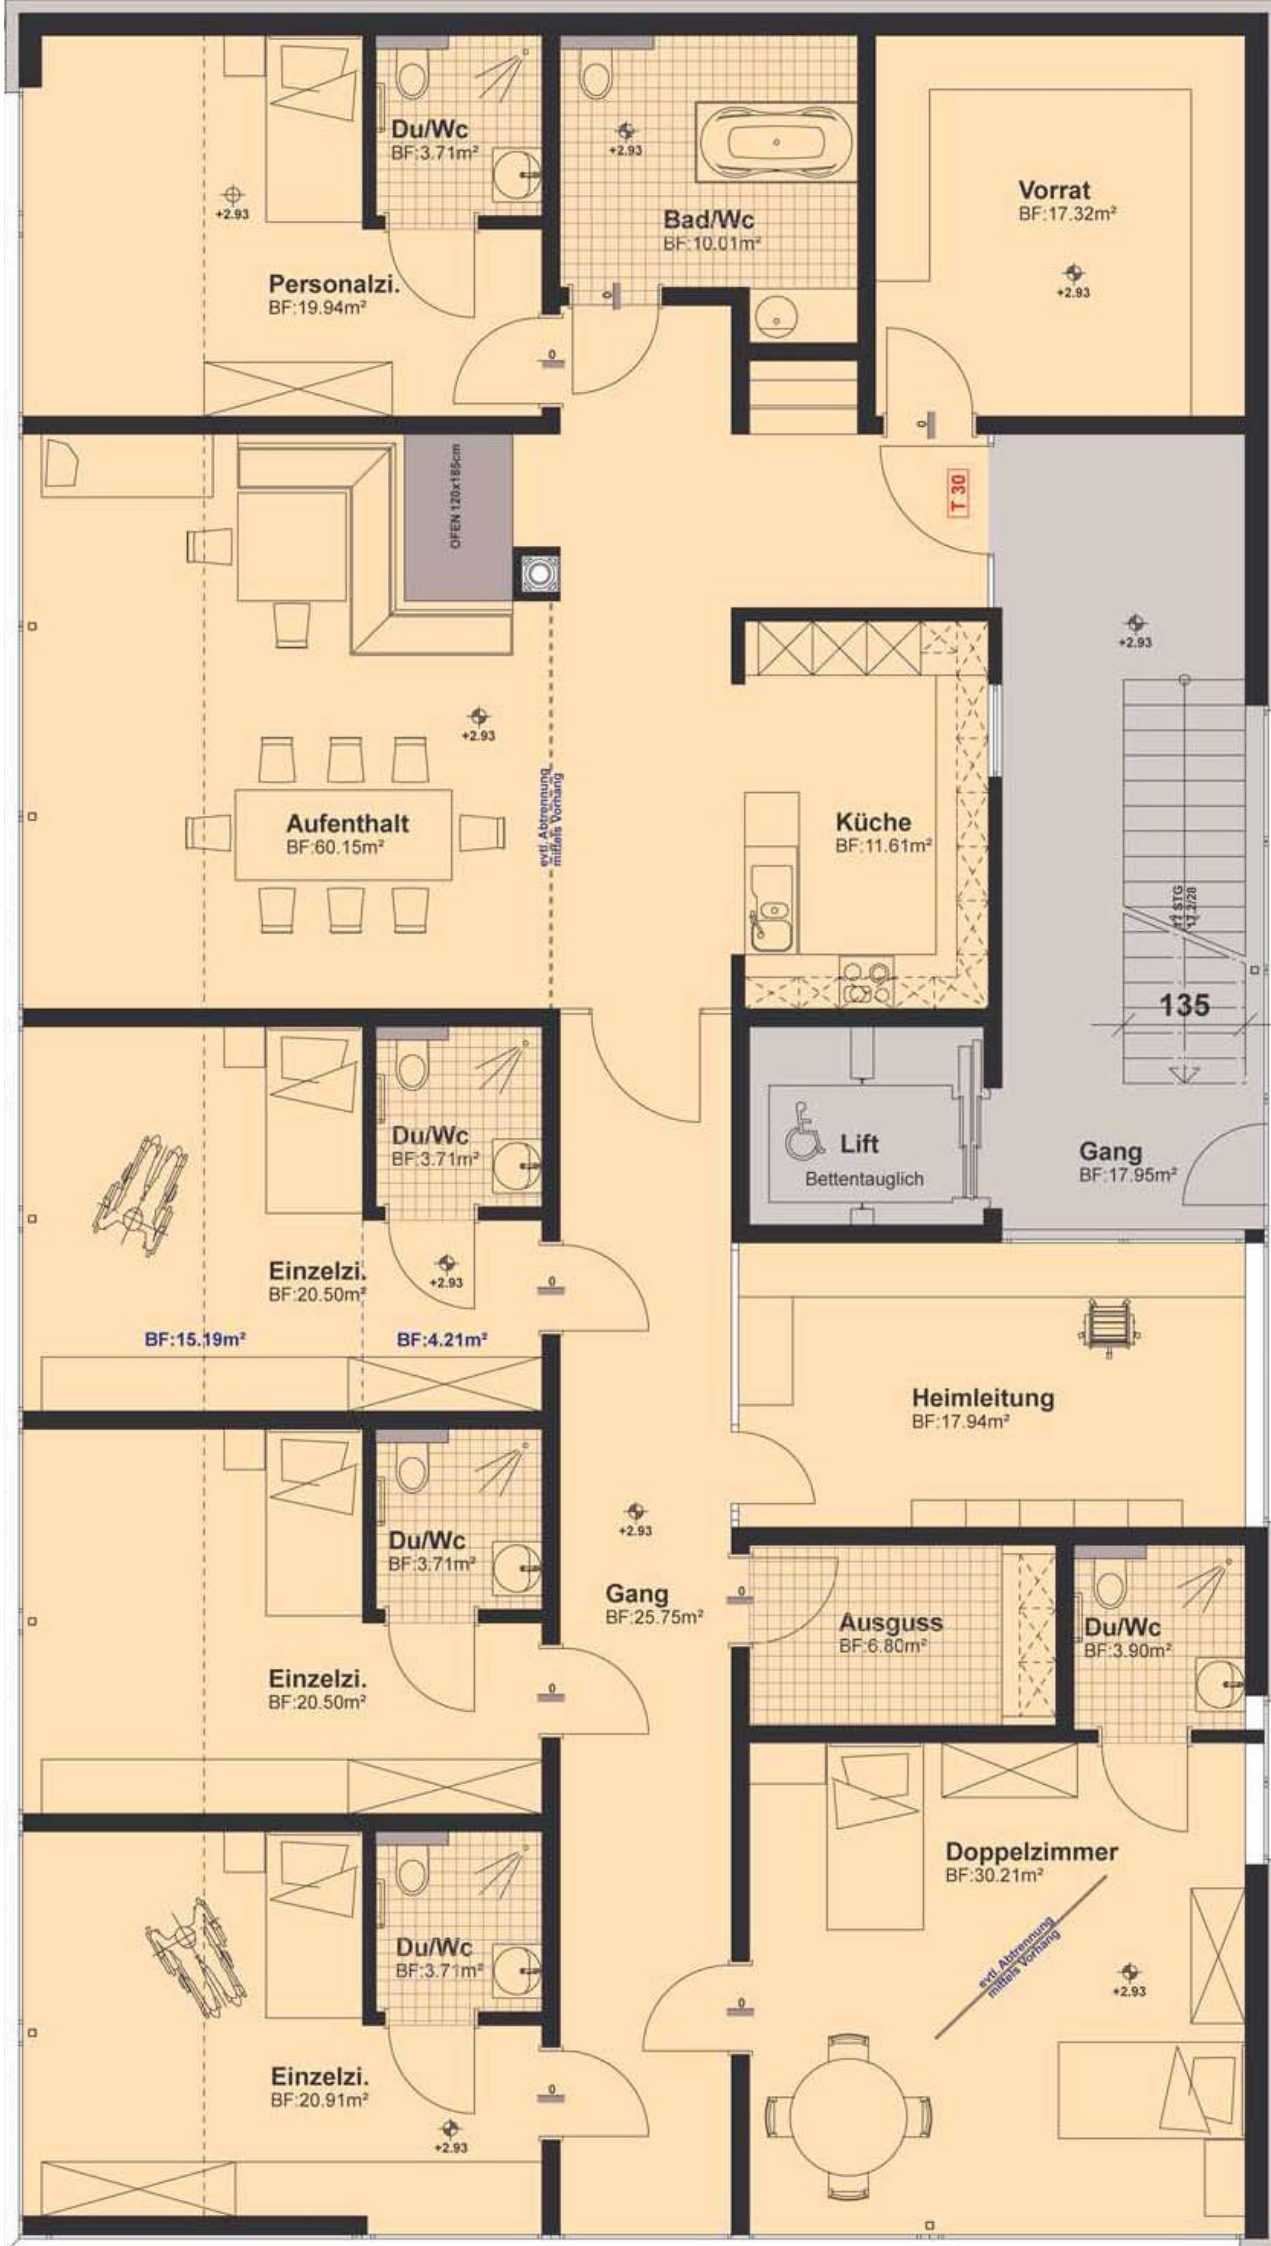 Du/Wc
BF:3.71m²
+2.93
Bad/Wc
BF:10.01m²
Vorrat
BF:17.32m²
+2.93
+2.93
Personalzi.
BF:19.94m²
0
0
0
OFEN 120x185cm
T 30
+2.93
+2.93
evtl. Abtrennung
mittels Vorhang
Aufenthalt
BF:60.15m²
Küche
BF:11.61m²
17 STG
17.2/28
135
Du/Wc
BF:3.71m²
Lift
Bettentauglich
Gang
BF:17.95m²
Einzelzi.
BF:20.50m²
+2.93
0
BF:15.19m²
BF:4.21m²
Heimleitung
BF:17.94m²
Du/Wc
BF:3.71m²
+2.93
Gang
BF:25.75m²
0
Ausguss
BF:6.80m²
Du/Wc
BF:3.90m²
Einzelzi.
BF:20.50m²
0
Doppelzimmer
BF:30.21m²
evtl. Abtrennung
mittels Vorhang
+2.93
Du/Wc
BF:3.71m²
0
Einzelzi.
BF:20.91m²
0
+2.93